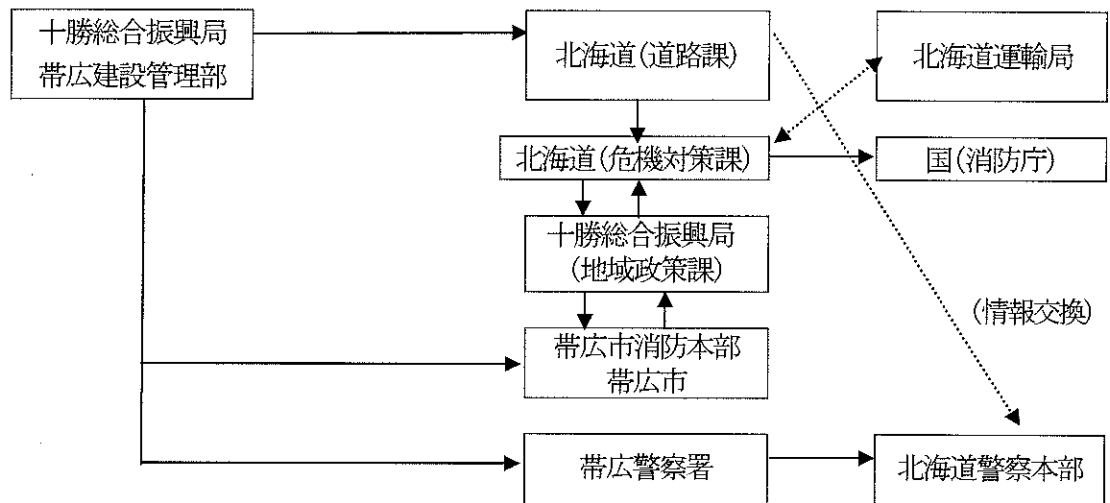 十勝総合振興局
帯広建設管理部
北海道(道路課)
北海道運輸局
北海道(危機対策課)
国(消防庁)
十勝総合振興局
(地域政策課)
(情報交換)
帯広市消防本部
帯広市
帯広警察署
北海道警察本部